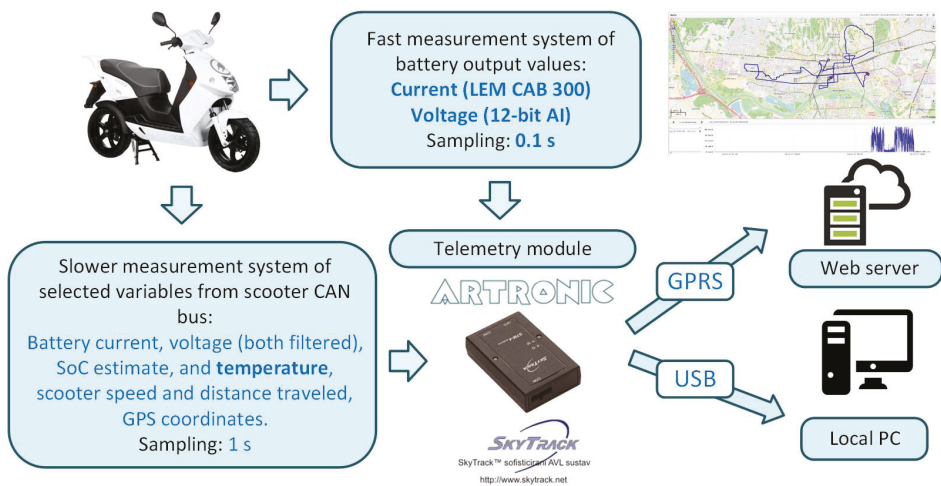 Fast measurement system of
battery output values:
Current (LEM CAB 300)
Voltage (12-bit AI)
Sampling: 0.1 s
Slower measurement system of
selected variables from scooter CAN
bus:
Battery current, voltage (both filtered),
SoC estimate, and temperature,
scooter speed and distance traveled,
GPS coordinates.
Sampling: 1 s
Telemetry module
ARTRONIC
SkyTrack
SKYTRACK
SkyTrack™ sofisticirani AVL sustav
http://www.skytrack.net
GPRS
USB
Web server
Local PC